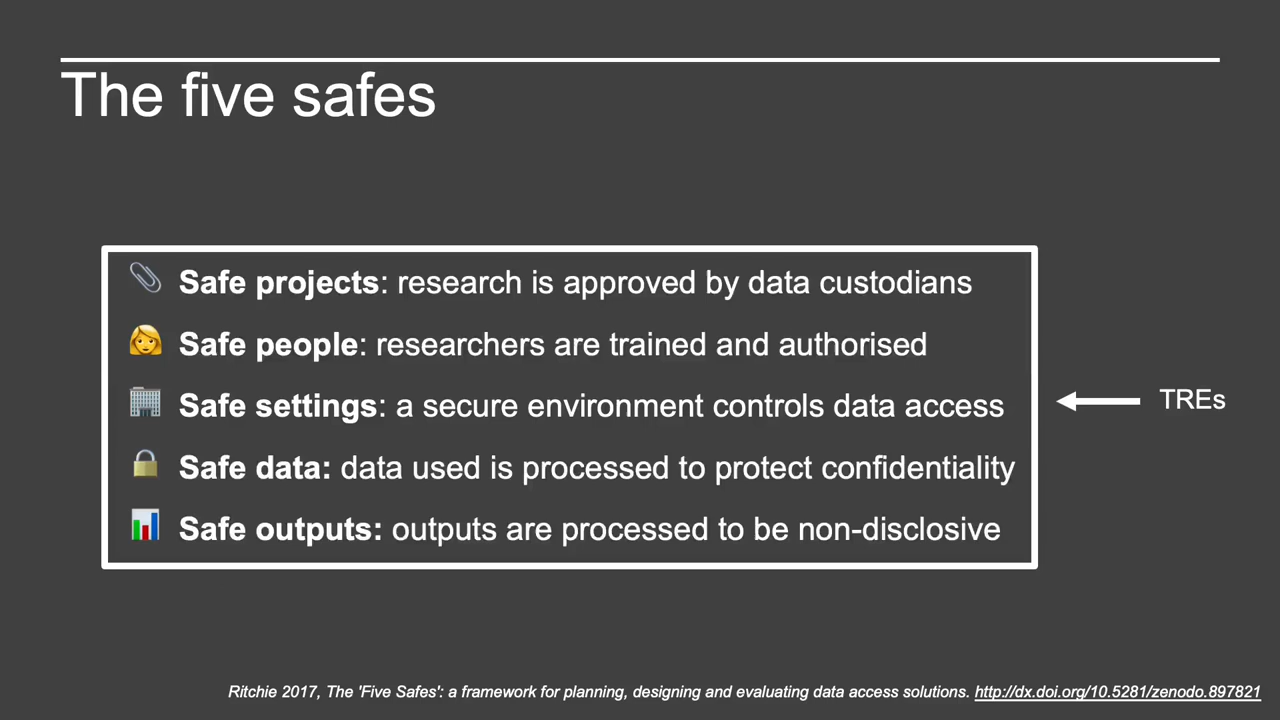 The five safes
Safe projects: research is approved by data custodians
Safe people: researchers are trained and authorised
Safe settings: a secure environment controls data access
TREs
Safe data: data used is processed to protect confidentiality
Safe outputs: outputs are processed to be non-disclosive
Ritchie 2017, The 'Five Safes': a framework for planning, designing and evaluating data access solutions. http://dx.doi.org/10.5281/zenodo.897821